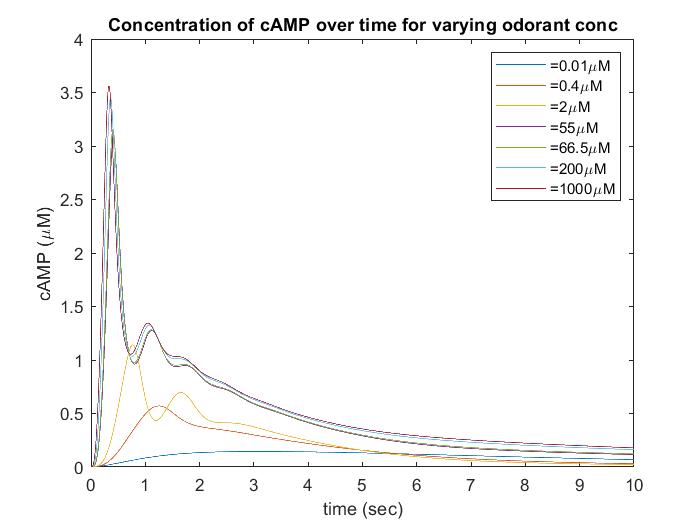 Concentration of cAMP over time for varying odorant conc
4
3.5
3
2.5
2
1.5
1
0.5
0
cAMP (μM)
=0.01μM
=0.4μM
=2μM
=55μM
=66.5μM
=200μM
=1000μM
0 1 2 3 4 5 6 7 8 9 10
time (sec)